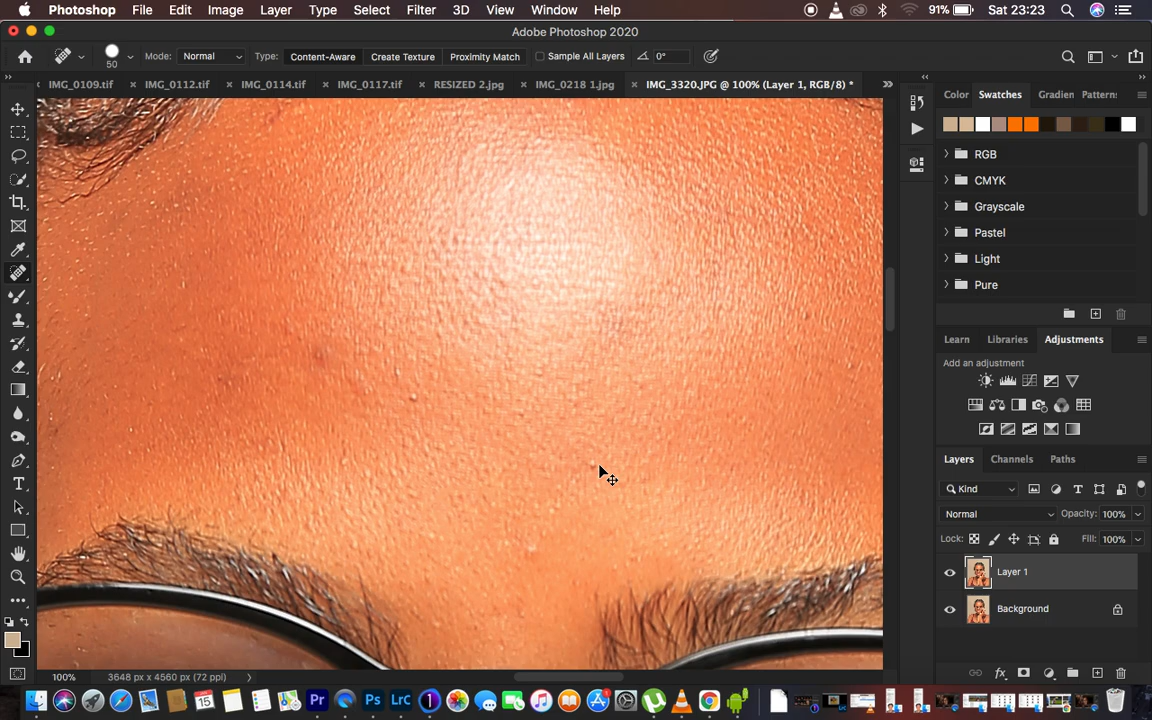 Photoshop File Edit Image Layer Type Select Filter 3D View Window Help 91% Sat 23:23
Adobe Photoshop 2020
50 Mode: Normal Type: Content-Aware Create Texture Proximity Match Sample All Layers 0°
IMG_0109.tif IMG_0112.tif IMG_0114.tif IMG_0117.tif RESIZED 2.jpg IMG_0218 1.jpg IMG_3320.JPG @ 100% (Layer 1, RGB/8) *
Color Swatches Gradien Pattern:
RGB
CMYK
Grayscale
Pastel
Light
Pure
Learn Libraries Adjustments
Add an adjustment
Layers Channels Paths
Kind
Normal Opacity: 100%
Lock: Fill: 100%
Layer 1
Background
100% 3648 px x 4560 px (72 ppi)
Pr Ps LrC